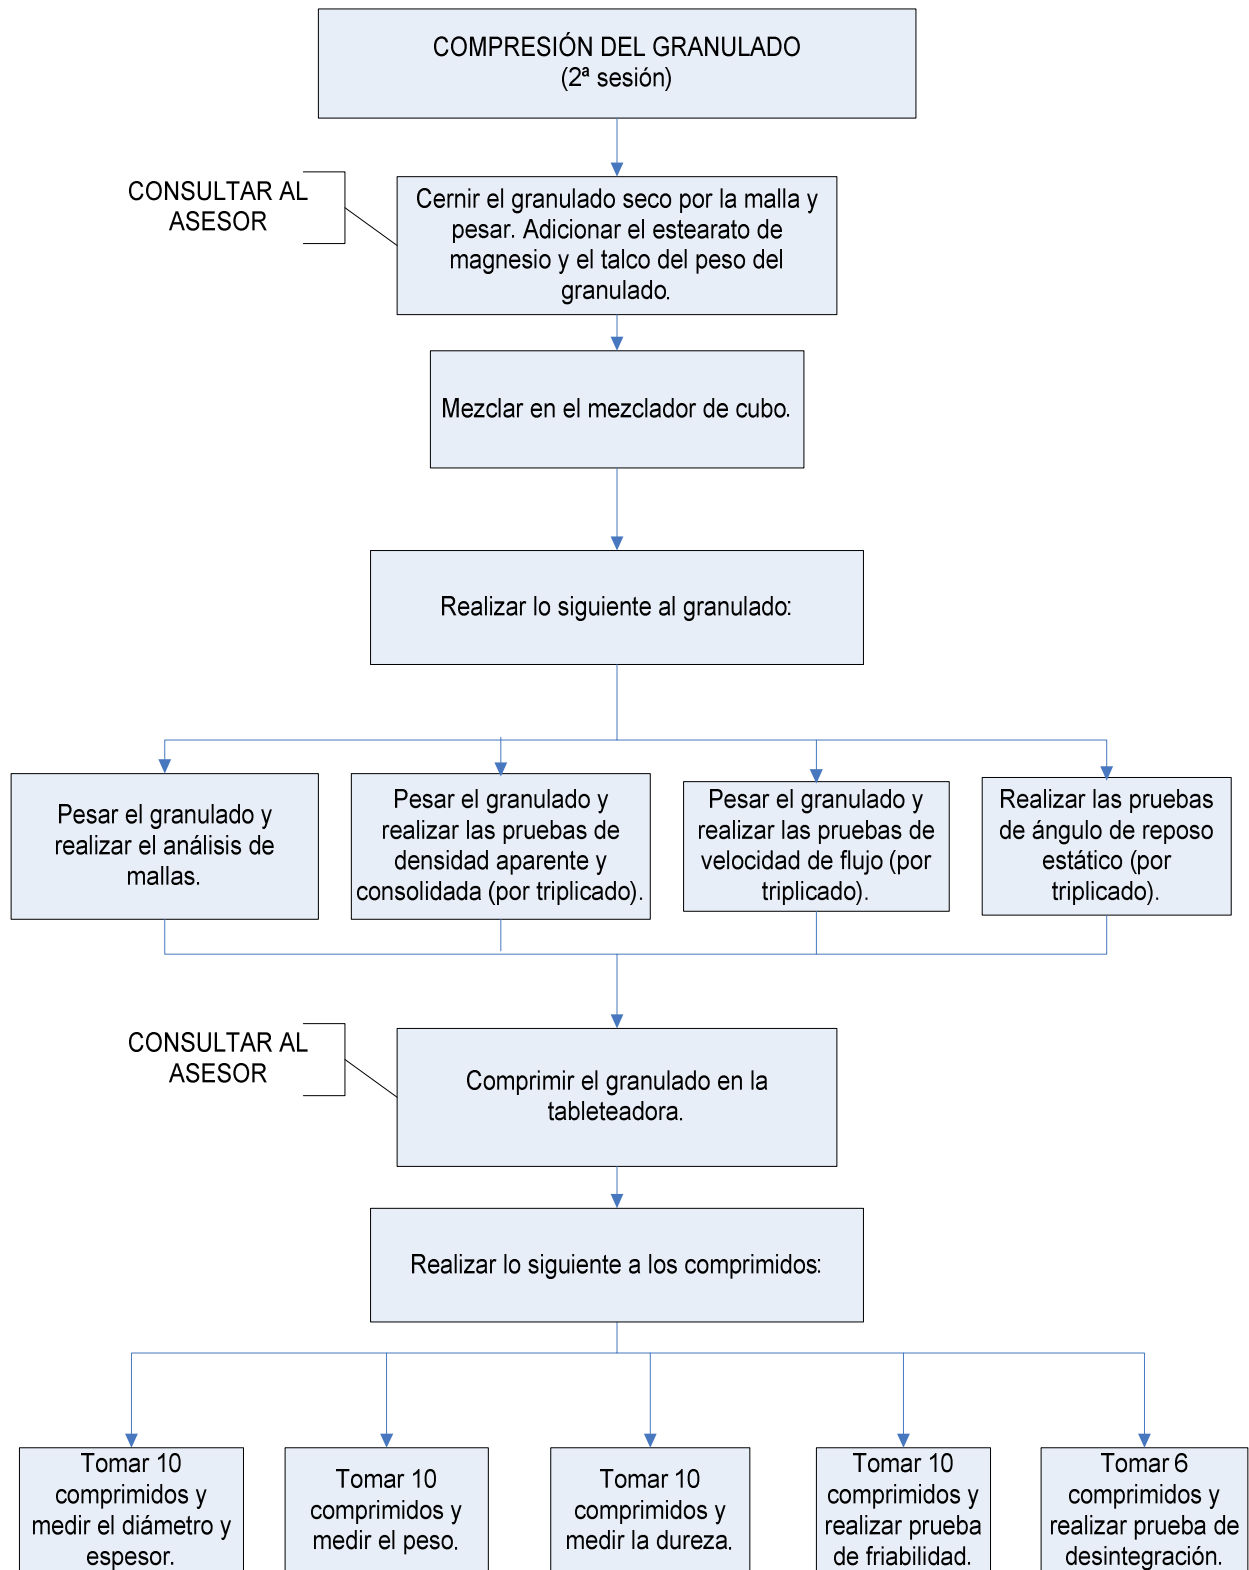 COMPRESIÓN DEL GRANULADO
(2ª sesión)
CONSULTAR AL
ASESOR
Cernir el granulado seco por la malla y
pesar. Adicionar el estearato de
magnesio y el talco del peso del
granulado.
Mezclar en el mezclador de cubo.
Realizar lo siguiente al granulado:
Pesar el granulado y
realizar el análisis de
mallas.
Pesar el granulado y
realizar las pruebas de
densidad aparente y
consolidada (por triplicado).
Pesar el granulado y
realizar las pruebas de
velocidad de flujo (por
triplicado).
Realizar las pruebas
de ángulo de reposo
estático (por
triplicado).
CONSULTAR AL
ASESOR
Comprimir el granulado en la
tableteadora.
Realizar lo siguiente a los comprimidos:
Tomar 10
comprimidos y
medir el diámetro y
espesor.
Tomar 10
comprimidos y
medir el peso.
Tomar 10
comprimidos y
medir la dureza.
Tomar 10
comprimidos y
realizar prueba
de friabilidad.
Tomar 6
comprimidos y
realizar prueba de
desintegración.